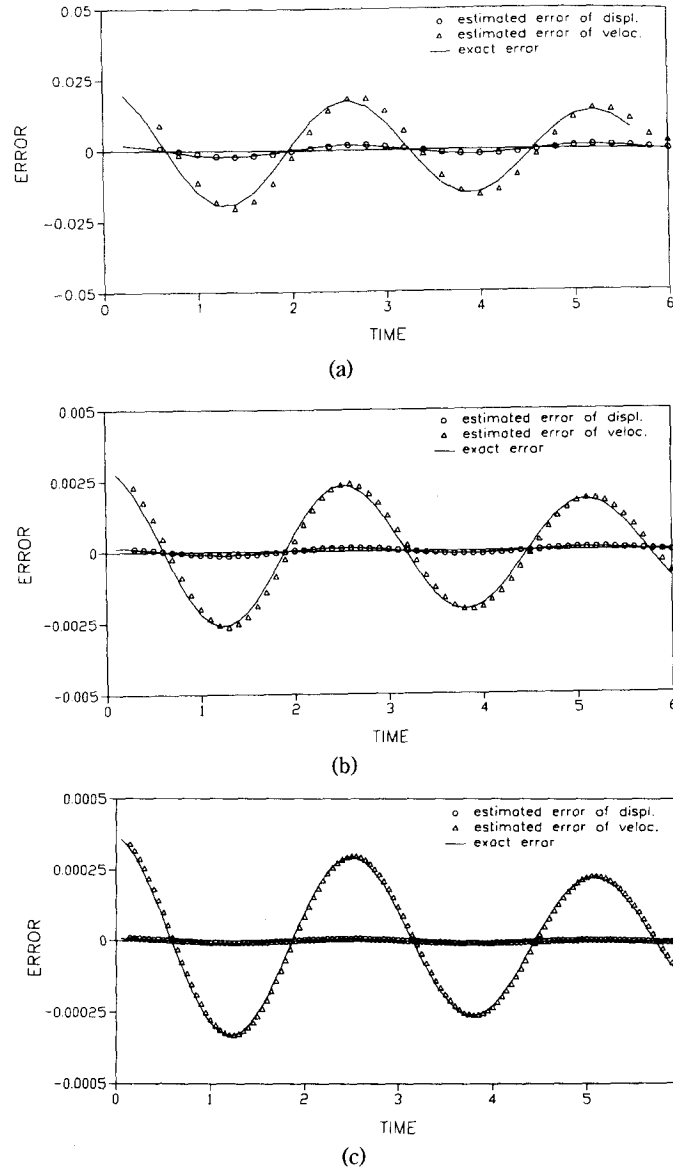 0.05
0.025
0
-0.025
-0.05
ERROR
estimated error of displ.
estimated error of veloc.
exact error
0 1 2 3 4 5 6
TIME
(a)
0.005
0.0025
0
-0.0025
-0.005
ERROR
estimated error of displ.
estimated error of veloc.
exact error
0 1 2 3 4 5 6
TIME
(b)
0.0005
0.00025
0
-0.00025
-0.0005
ERROR
estimated error of displ.
estimated error of veloc.
exact error
0 1 2 3 4 5 6
TIME
(c)